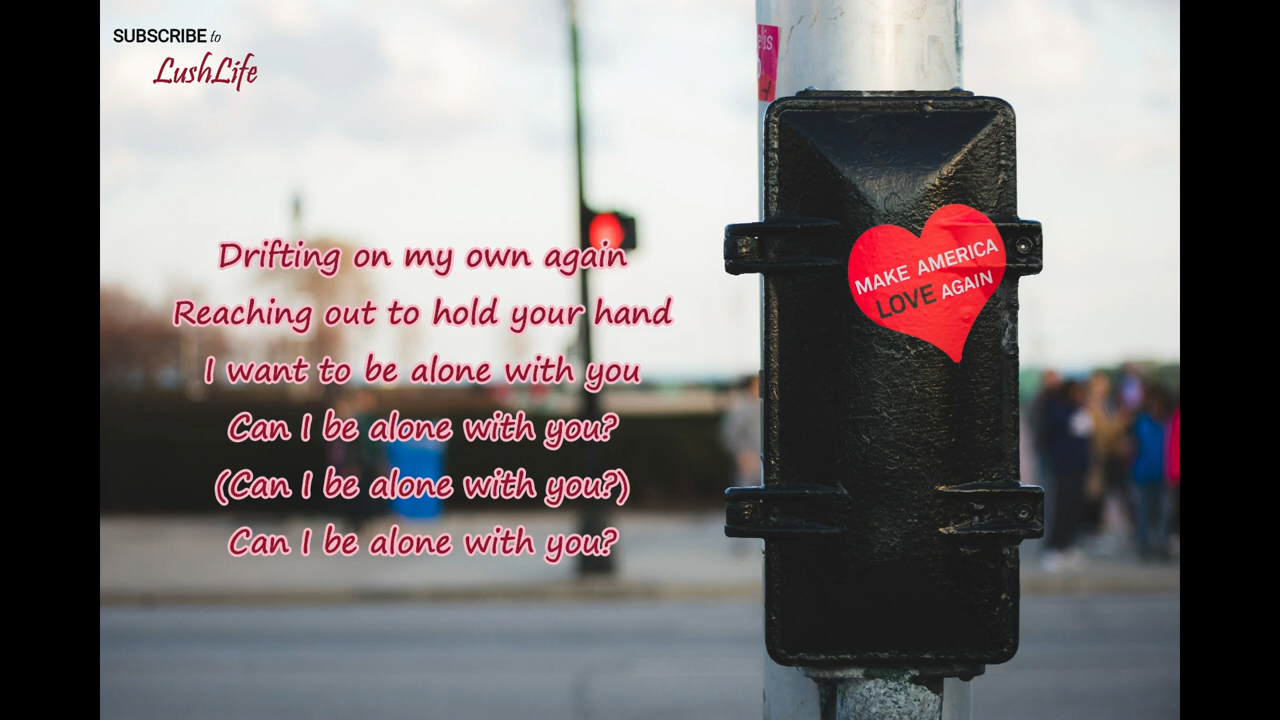 SUBSCRIBE to
LushLife
Drifting on my own again
Reaching out to hold your hand
I want to be alone with you
Can I be alone with you?
(Can I be alone with you?)
Can I be alone with you?
MAKE AMERICA
LOVE AGAIN
is